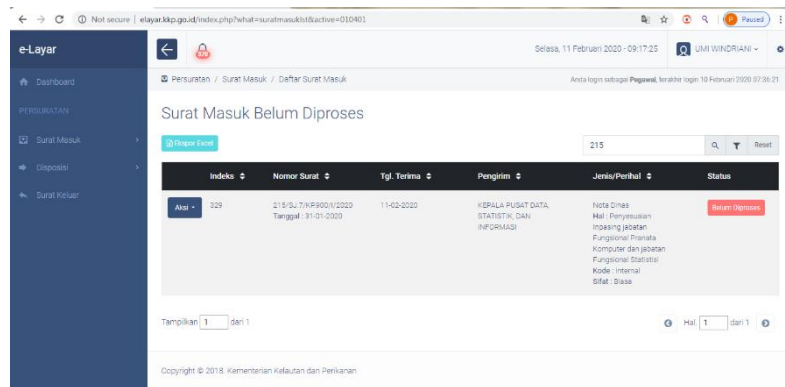 Not secure | elayar.kkp.go.id/index.php?what=suratmasuklst&active=010401
Paused
e-Layar
Selasa, 11 Februari 2020 - 09:17:25
UMI WINDRIANI
Dashboard
Persuratan / Surat Masuk / Daftar Surat Masuk
Anda login sebagai Pegawai, terakhir login 10 Februari 2020 07:36:21
PERSURATAN
Surat Masuk Belum Diproses
Surat Masuk
Ekspor Excel
215
Reset
Disposisi
Surat Keluar
Indeks Nomor Surat Tgl. Terima Pengirim Jenis/Perihal Status
Aksi
329
215/SJ.7/KP.900/I/2020
Tanggal : 31-01-2020
11-02-2020
KEPALA PUSAT DATA,
STATISTIK, DAN
INFORMASI
Nota Dinas
Hal : Penyesuaian
Inpasing jabatan
Fungsional Pranata
Komputer dan jabatan
Fungsional Statistisi
Kode : Internal
Sifat : Biasa
Belum Diproses
Tampilkan 1 dari 1
Hal. 1 dari 1
Copyright © 2018. Kementerian Kelautan dan Perikanan